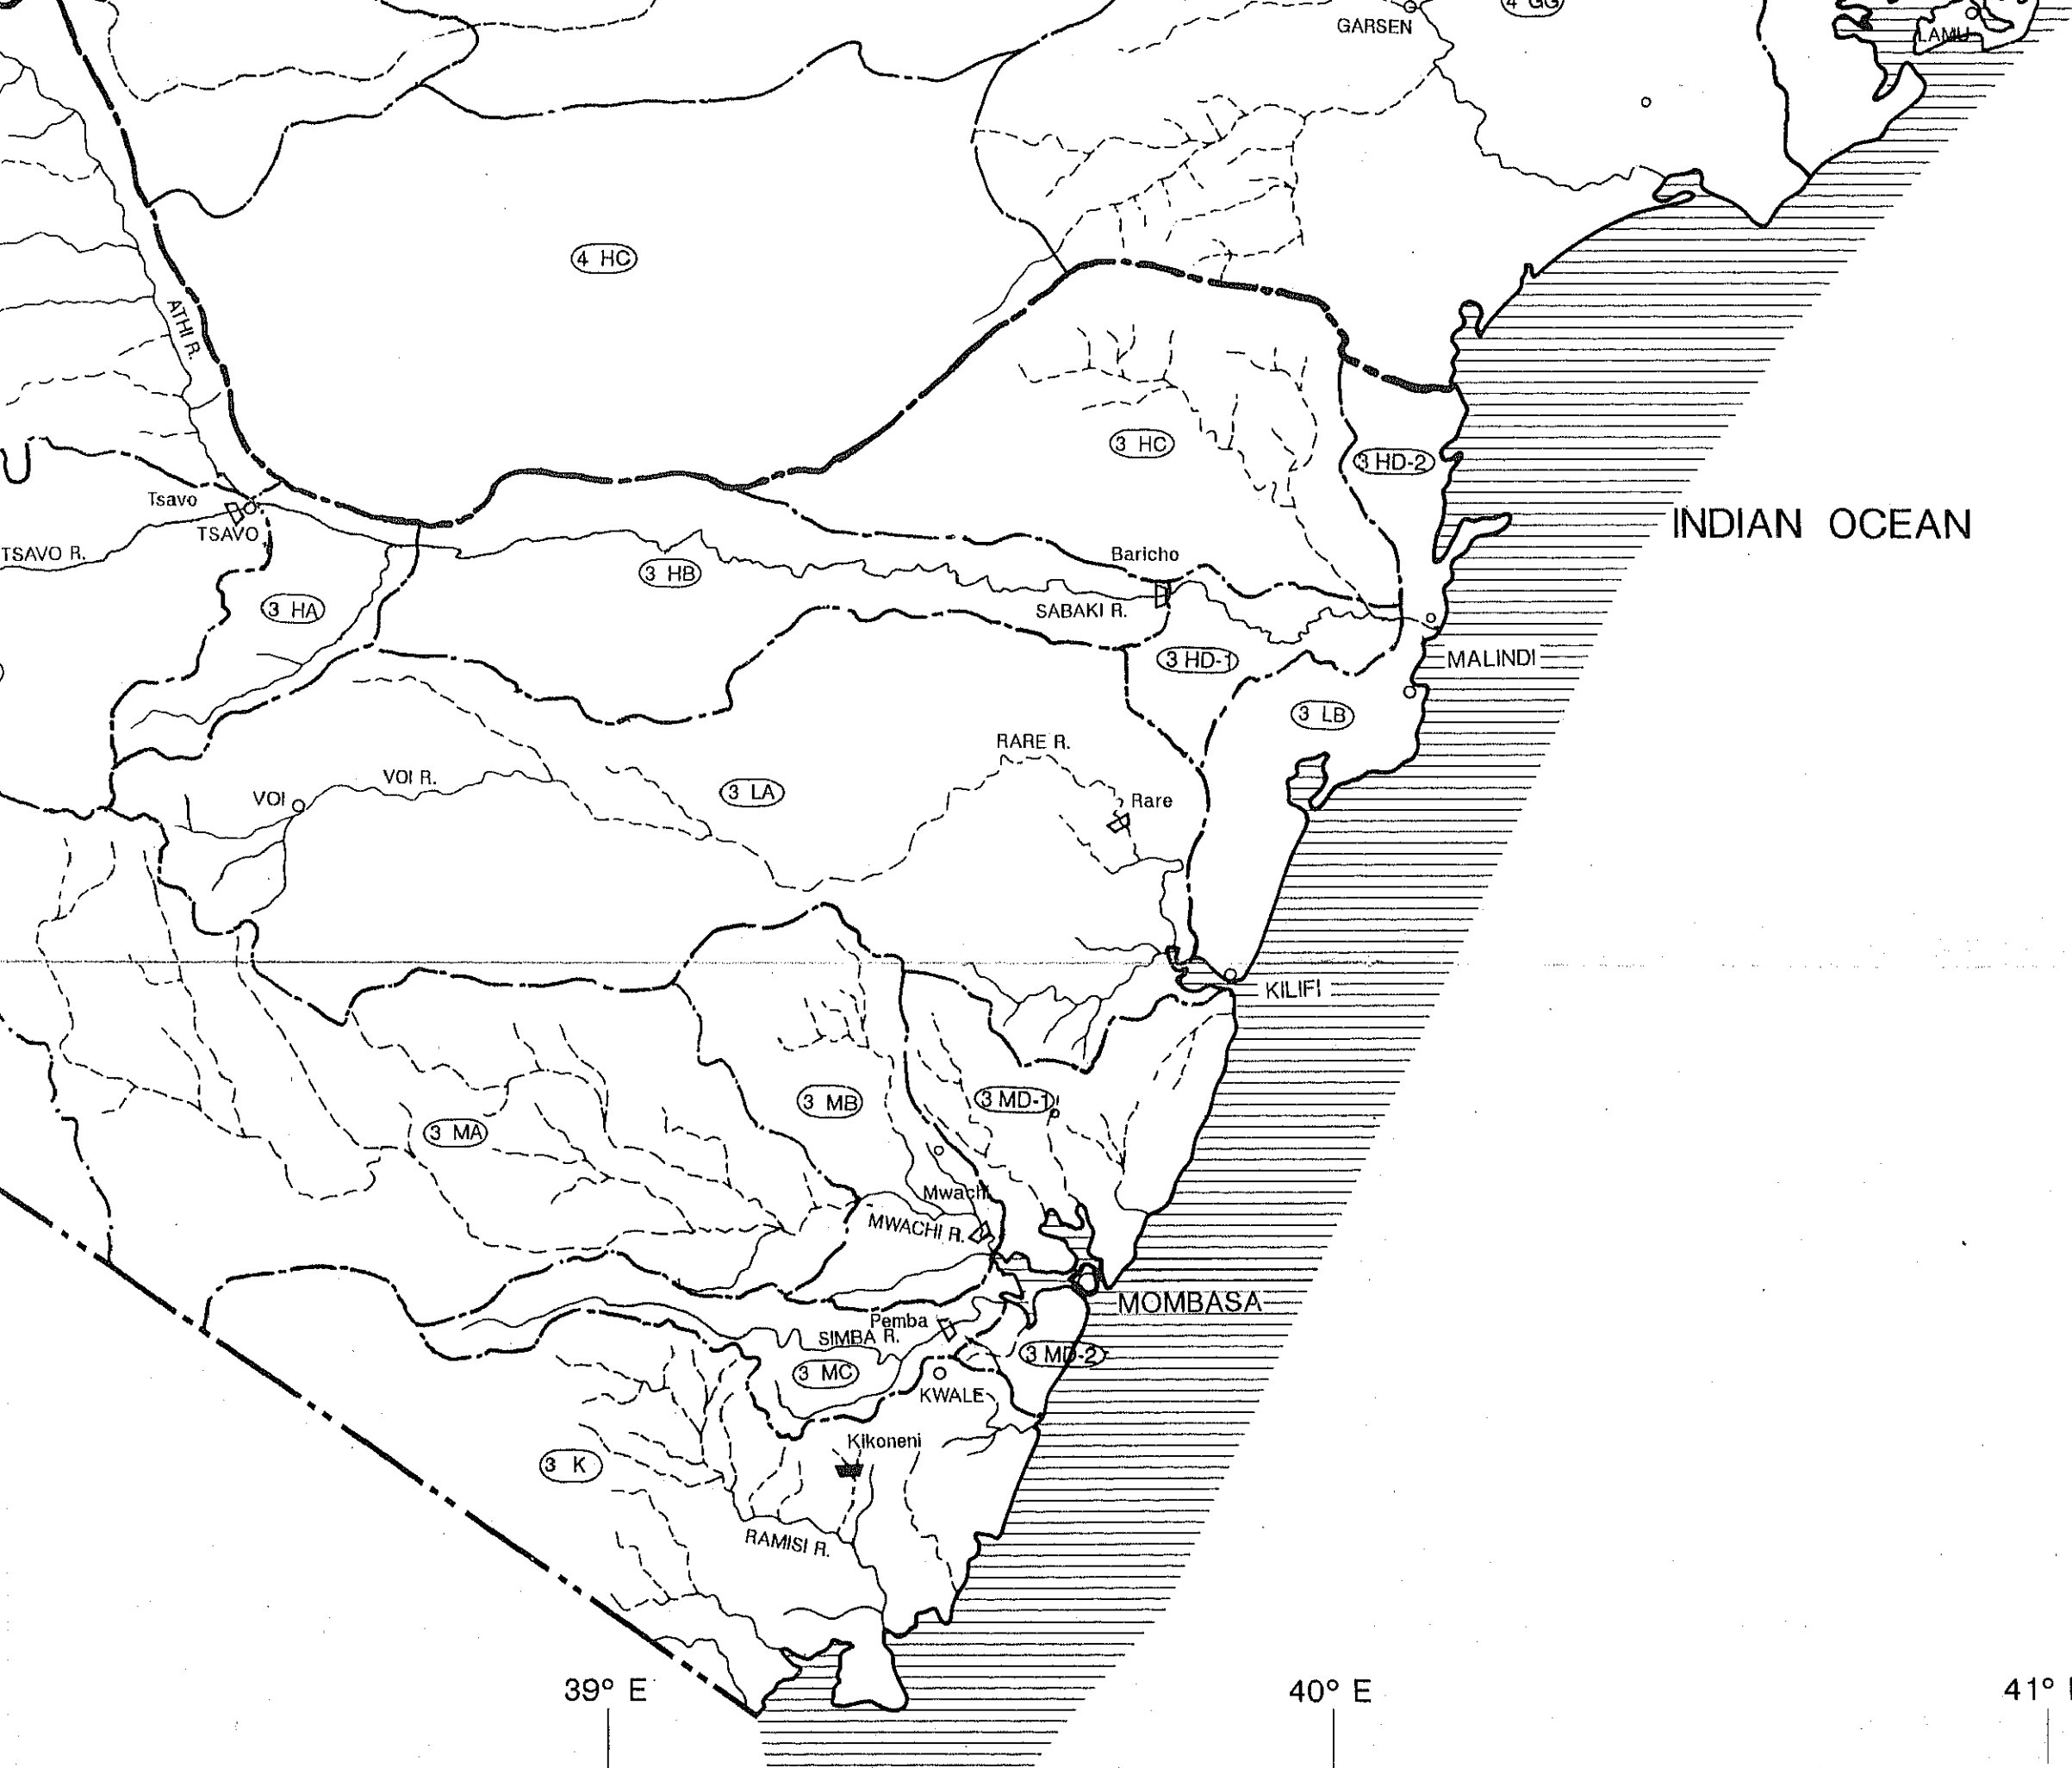 GARSEN
4 GG
LAMU
4 HC
ATHI R.
3 HC
3 HD-2
INDIAN OCEAN
Tsavo
TSAVO
TSAVO R.
Baricho
3 HB
SABAKI R.
3 HA
3 HD-1
MALINDI
3 LB
RARE R.
VOI R.
VOI
3 LA
Rare
KILIFI
3 MB
3 MD-1
3 MA
Mwachi
MWACHI R.
MOMBASA
Pemba
SIMBA R.
3 MD-2
3 MC
KWALE
Kikoneni
3 K
RAMISI R.
39° E
40° E
41°